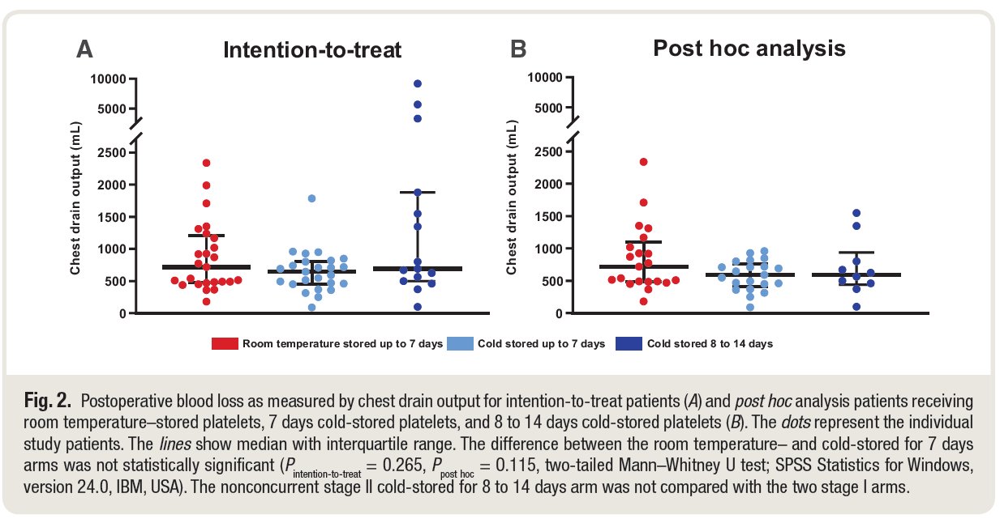 A
Intention-to-treat
B
Post hoc analysis
Chest drain output (mL)
10000
5000
2500
2000
1500
1000
500
0
Chest drain output (mL)
10000
5000
2500
2000
1500
1000
500
0
Room temperature stored up to 7 days
Cold stored up to 7 days
Cold stored 8 to 14 days
Fig. 2. Postoperative blood loss as measured by chest drain output for intention-to-treat patients (A) and post hoc analysis patients receiving
room temperature–stored platelets, 7 days cold-stored platelets, and 8 to 14 days cold-stored platelets (B). The dots represent the individual
study patients. The lines show median with interquartile range. The difference between the room temperature– and cold-stored for 7 days
arms was not statistically significant (Pintention-to-treat = 0.265, Ppost hoc = 0.115, two-tailed Mann–Whitney U test; SPSS Statistics for Windows,
version 24.0, IBM, USA). The nonconcurrent stage II cold-stored for 8 to 14 days arm was not compared with the two stage I arms.